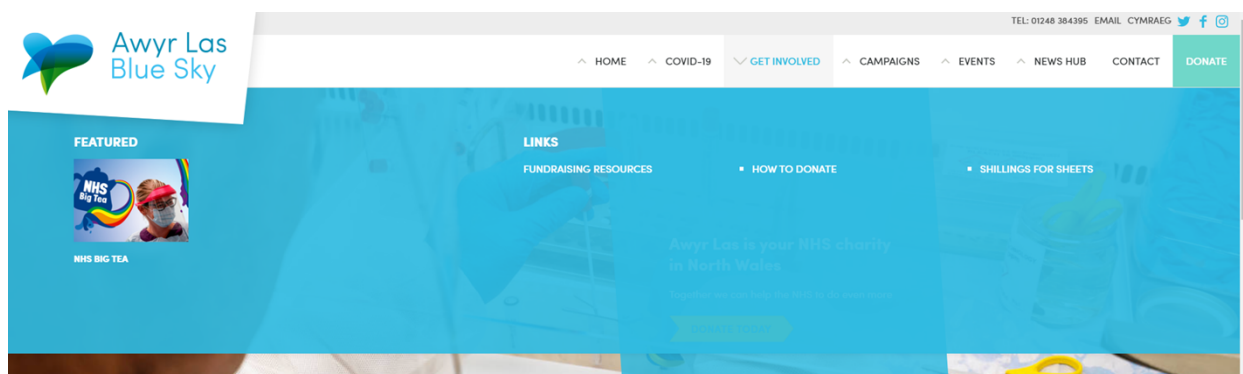 TEL: 01248 384395 EMAIL CYMRAEG
Awyr Las
Blue Sky
HOME COVID-19 GET INVOLVED CAMPAIGNS EVENTS NEWS HUB CONTACT DONATE
FEATURED
NHS
Big Tea
NHS BIG TEA
LINKS
FUNDRAISING RESOURCES
HOW TO DONATE
SHILLINGS FOR SHEETS
Awyr Las is your NHS charity
in North Wales